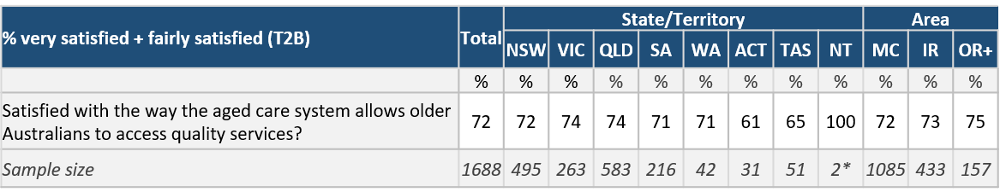 % very satisfied + fairly satisfied (T2B) Total State/Territory Area
NSW VIC QLD SA WA ACT TAS NT MC IR OR+
% % % % % % % % % % % %
Satisfied with the way the aged care system allows older
Australians to access quality services? 72 72 74 74 71 71 61 65 100 72 73 75
Sample size 1688 495 263 583 216 42 31 51 2* 1085 433 157